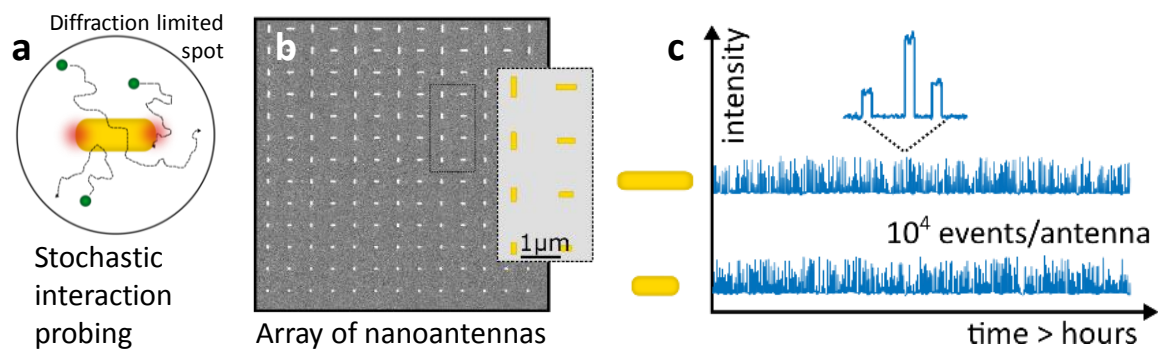 a
Diffraction limited
spot
Stochastic
interaction
probing
b
1μm
Array of nanoantennas
c
intensity
10⁴ events/antenna
time > hours